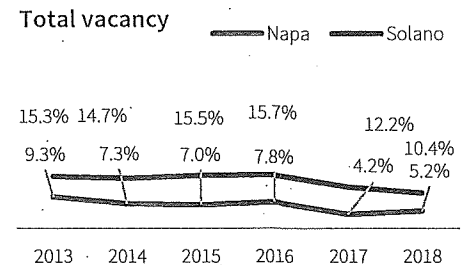 Total vacancy
Napa Solano
15.3% 14.7% 15.5% 15.7% 12.2% 10.4%
9.3% 7.3% 7.0% 7.8% 4.2% 5.2%
2013 2014 2015 2016 2017 2018